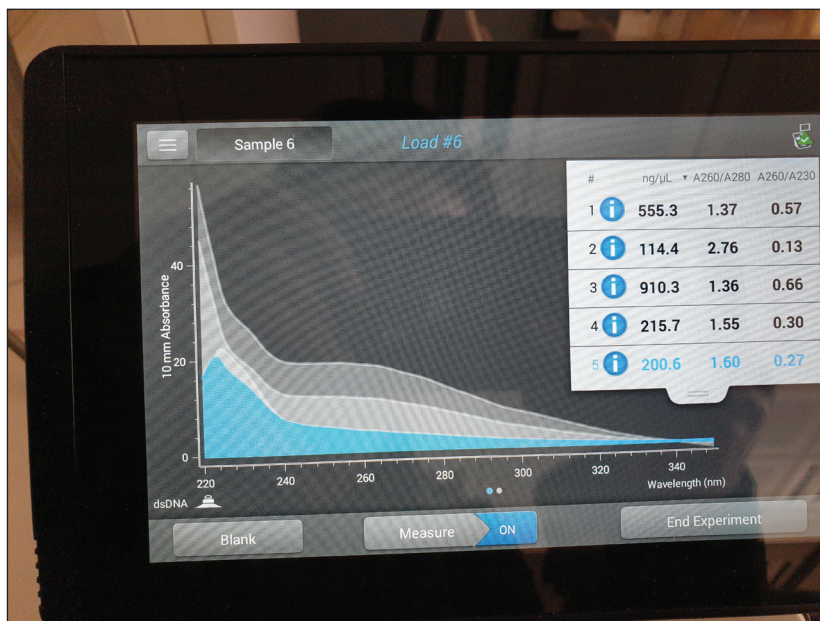 Sample 6
Load #6
# ng/µL ▼ A260/A280 A260/A230
1 i 555.3 1.37 0.57
2 i 114.4 2.76 0.13
3 i 910.3 1.36 0.66
4 i 215.7 1.55 0.30
5 i 200.6 1.60 0.27
10 mm Absorbance
40
20
0
220 240 260 280 300 320 340
Wavelength (nm)
dsDNA
Blank
Measure ON
End Experiment